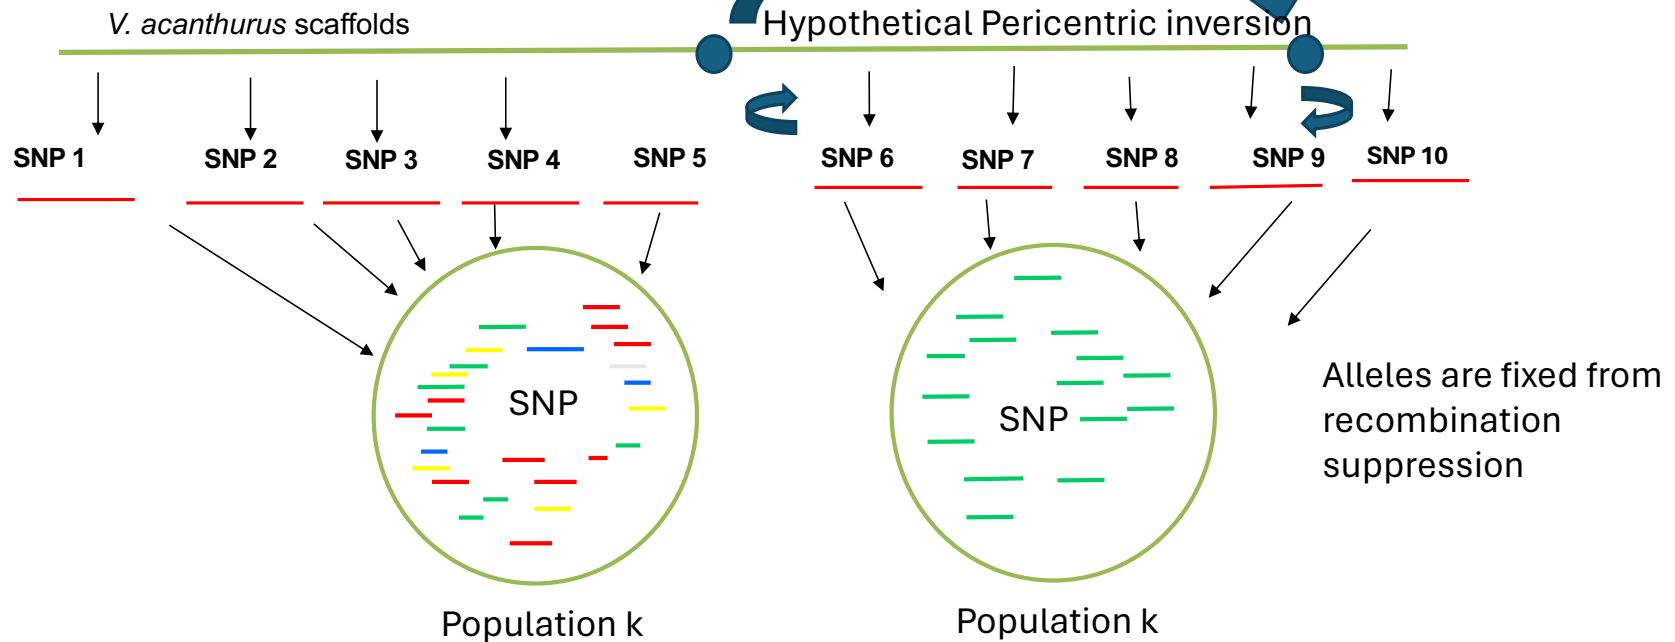 V. acanthurus scaffolds
Hypothetical Pericentric inversion
SNP 1
SNP 2
SNP 3
SNP 4
SNP 5
SNP 6
SNP 7
SNP 8
SNP 9
SNP 10
SNP
SNP
Alleles are fixed from
recombination
suppression
Population k
Population k